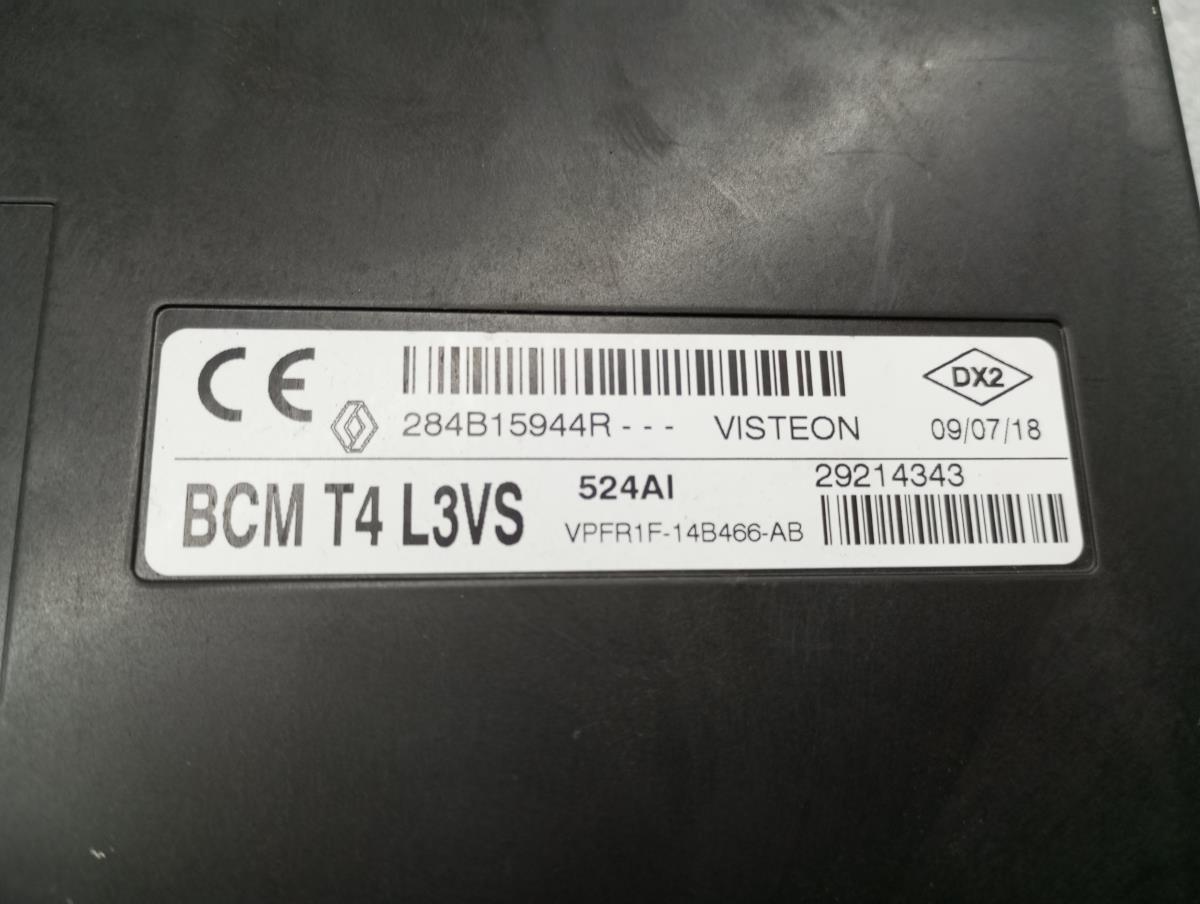 CE
284B15944R - - - VISTEON
DX2
09/07/18
BCM T4 L3VS
524AI
VPFR1F-14B466-AB
29214343